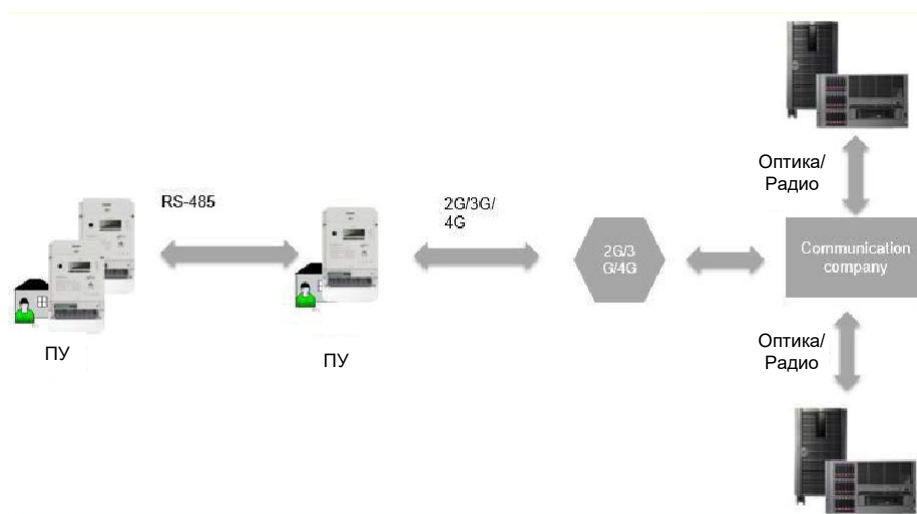 RS-485
2G/3G/
4G
2G/3
G/4G
Оптика/
Радио
Communication
company
Оптика/
Радио
ПУ
ПУ